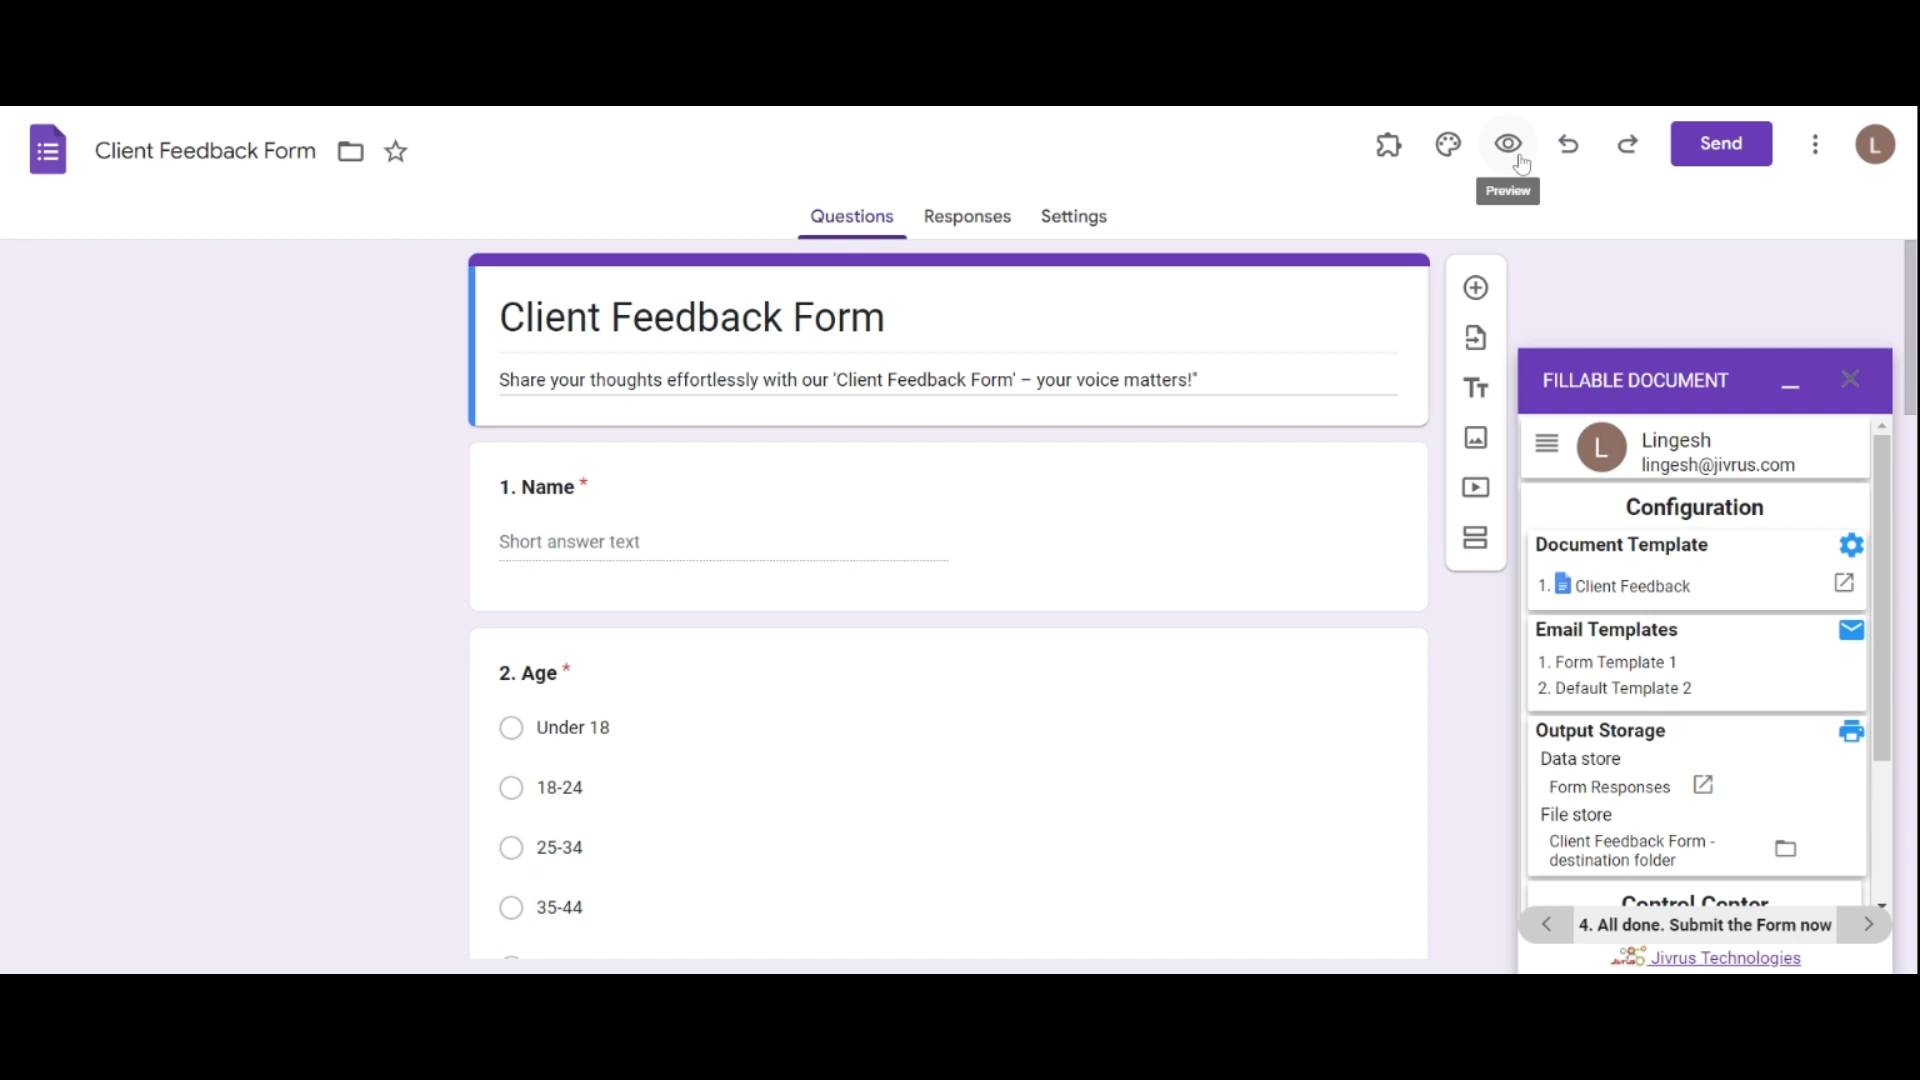 Client Feedback Form
Send
L
Preview
Questions
Responses
Settings
Client Feedback Form
Share your thoughts effortlessly with our 'Client Feedback Form' – your voice matters!"
1. Name *
Short answer text
2. Age *
Under 18
18-24
25-34
35-44
Tт
FILLABLE DOCUMENT
L
Lingesh
lingesh@jivrus.com
Configuration
Document Template
1. Client Feedback
Email Templates
1. Form Template 1
2. Default Template 2
Output Storage
Data store
Form Responses
File store
Client Feedback Form -
destination folder
Control Center
4. All done. Submit the Form now
Jivrus Technologies